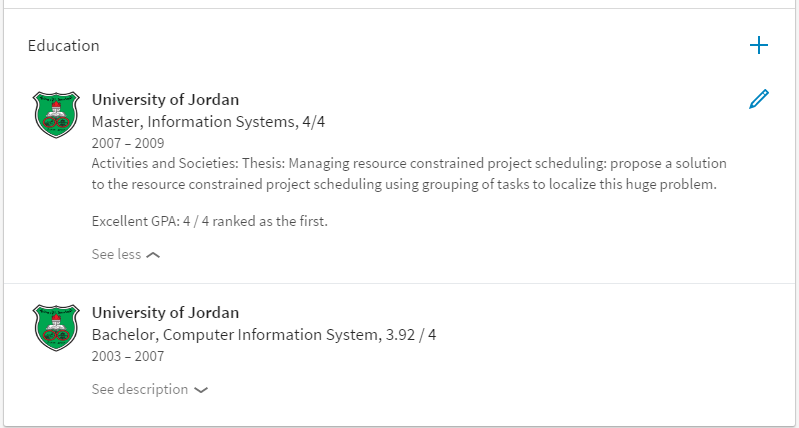 Education
University of Jordan
Master, Information Systems, 4/4
2007 – 2009
Activities and Societies: Thesis: Managing resource constrained project scheduling: propose a solution
to the resource constrained project scheduling using grouping of tasks to localize this huge problem.
Excellent GPA: 4 / 4 ranked as the first.
See less
University of Jordan
Bachelor, Computer Information System, 3.92 / 4
2003 – 2007
See description